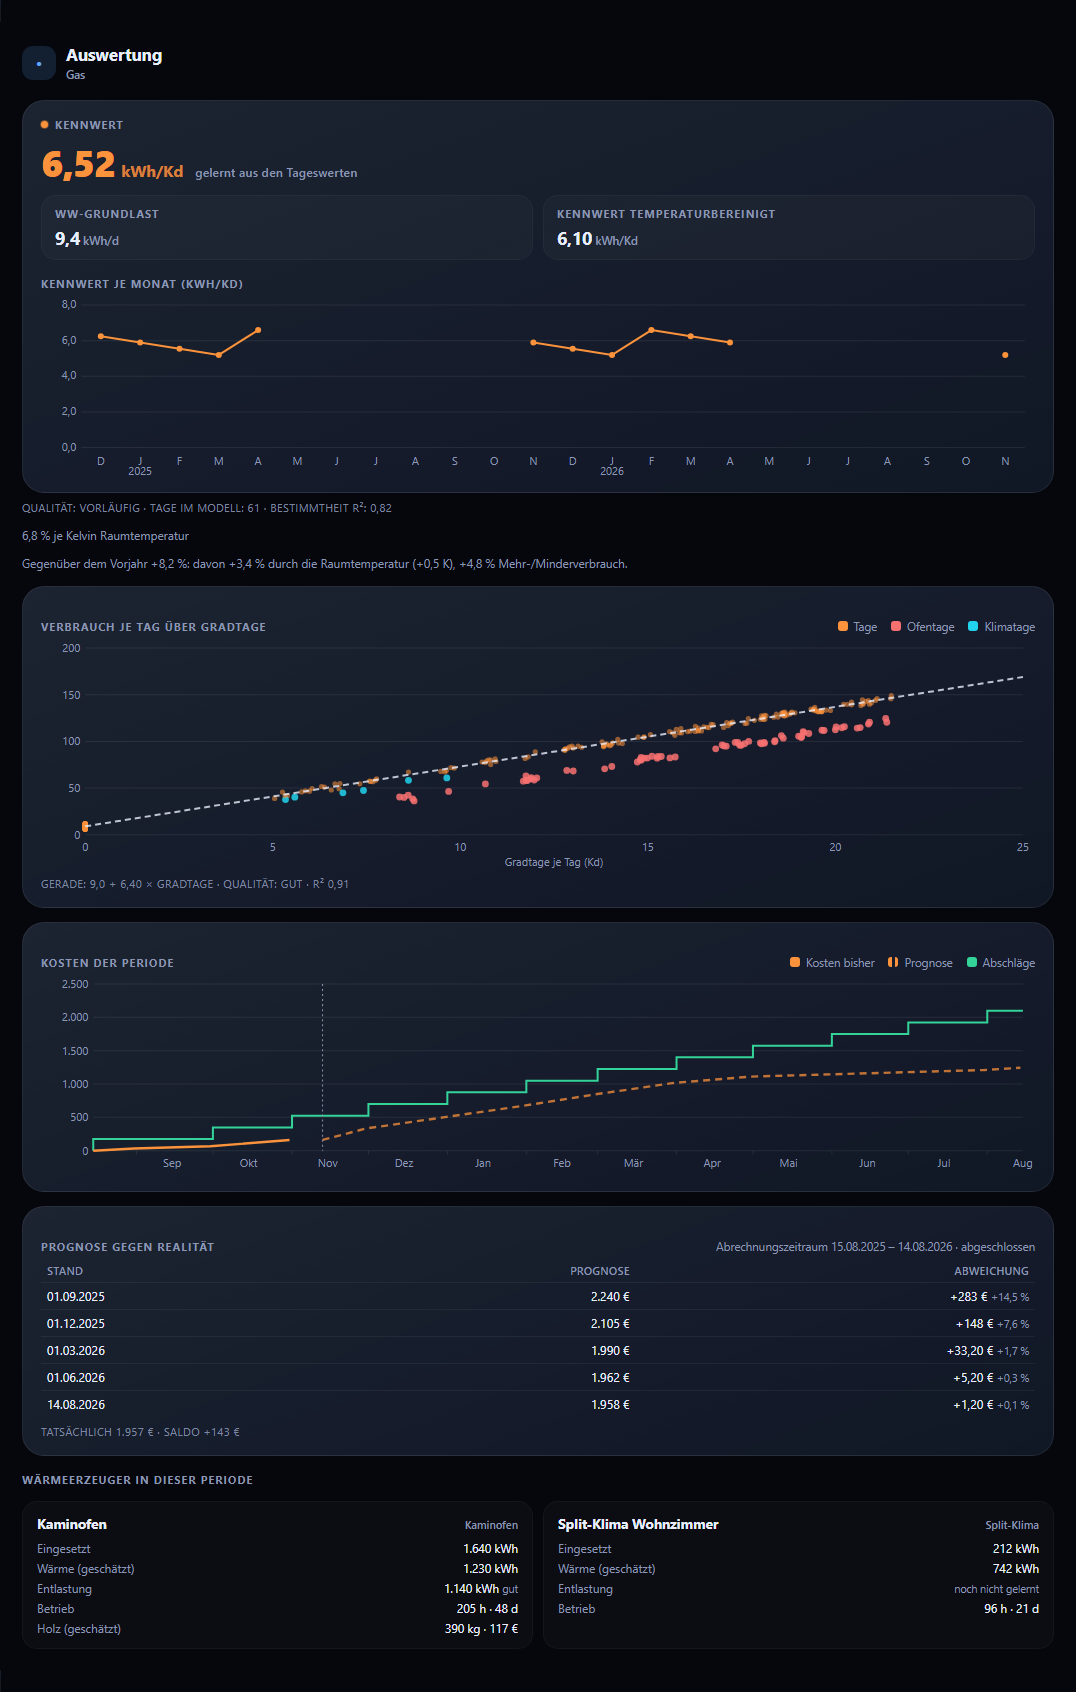 Auswertung
Gas
KENNWERT
6,52 kWh/Kd gelernt aus den Tageswerten
WW-GRUNDLAST
9,4 kWh/d
KENNWERT TEMPERATURBEREINIGT
6,10 kWh/Kd
KENNWERT JE MONAT (KWH/KD)
8,0
6,0
4,0
2,0
0,0
D J F M A M J J A S O N D J F M A M J J A S O N
2025 2026
QUALITÄT: VORLÄUFIG · TAGE IM MODELL: 61 · BESTIMMTHEIT R²: 0,82
6,8 % je Kelvin Raumtemperatur
Gegenüber dem Vorjahr +8,2 %: davon +3,4 % durch die Raumtemperatur (+0,5 K), +4,8 % Mehr-/Minderverbrauch.
VERBRAUCH JE TAG ÜBER GRADTAGE
Tage Ofentage Klimatage
200
150
100
50
0
0 5 10 15 20 25
Gradtage je Tag (Kd)
GERADE: 9,0 + 6,40 × GRADTAGE · QUALITÄT: GUT · R² 0,91
KOSTEN DER PERIODE
Kosten bisher Prognose Abschläge
2.500
2.000
1.500
1.000
500
0
Sep Okt Nov Dez Jan Feb Mär Apr Mai Jun Jul Aug
PROGNOSE GEGEN REALITÄT
Abrechnungszeitraum 15.08.2025 – 14.08.2026 · abgeschlossen
STAND PROGNOSE ABWEICHUNG
01.09.2025 2.240 € +283 € +14,5 %
01.12.2025 2.105 € +148 € +7,6 %
01.03.2026 1.990 € +33,20 € +1,7 %
01.06.2026 1.962 € +5,20 € +0,3 %
14.08.2026 1.958 € +1,20 € +0,1 %
TATSÄCHLICH 1.957 € · SALDO +143 €
WÄRMEERZEUGER IN DIESER PERIODE
Kaminofen Kaminofen
Eingesetzt 1.640 kWh
Wärme (geschätzt) 1.230 kWh
Entlastung 1.140 kWh gut
Betrieb 205 h · 48 d
Holz (geschätzt) 390 kg · 117 €
Split-Klima Wohnzimmer Split-Klima
Eingesetzt 212 kWh
Wärme (geschätzt) 742 kWh
Entlastung noch nicht gelernt
Betrieb 96 h · 21 d